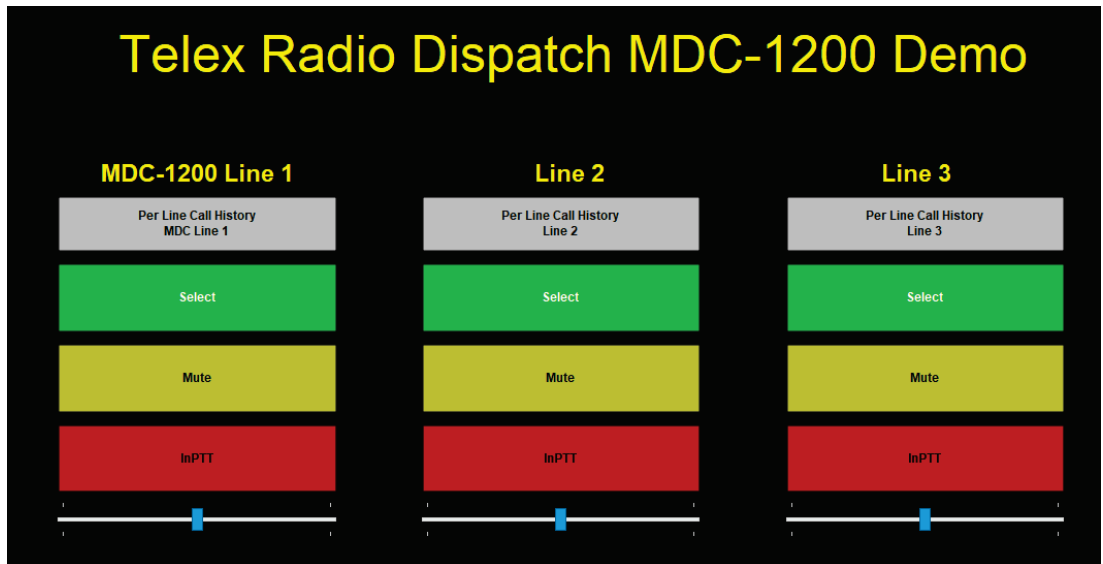 Telex Radio Dispatch MDC-1200 Demo
MDC-1200 Line 1
Per Line Call History
MDC Line 1
Select
Mute
InPTT
Line 2
Per Line Call History
Line 2
Select
Mute
InPTT
Line 3
Per Line Call History
Line 3
Select
Mute
InPTT